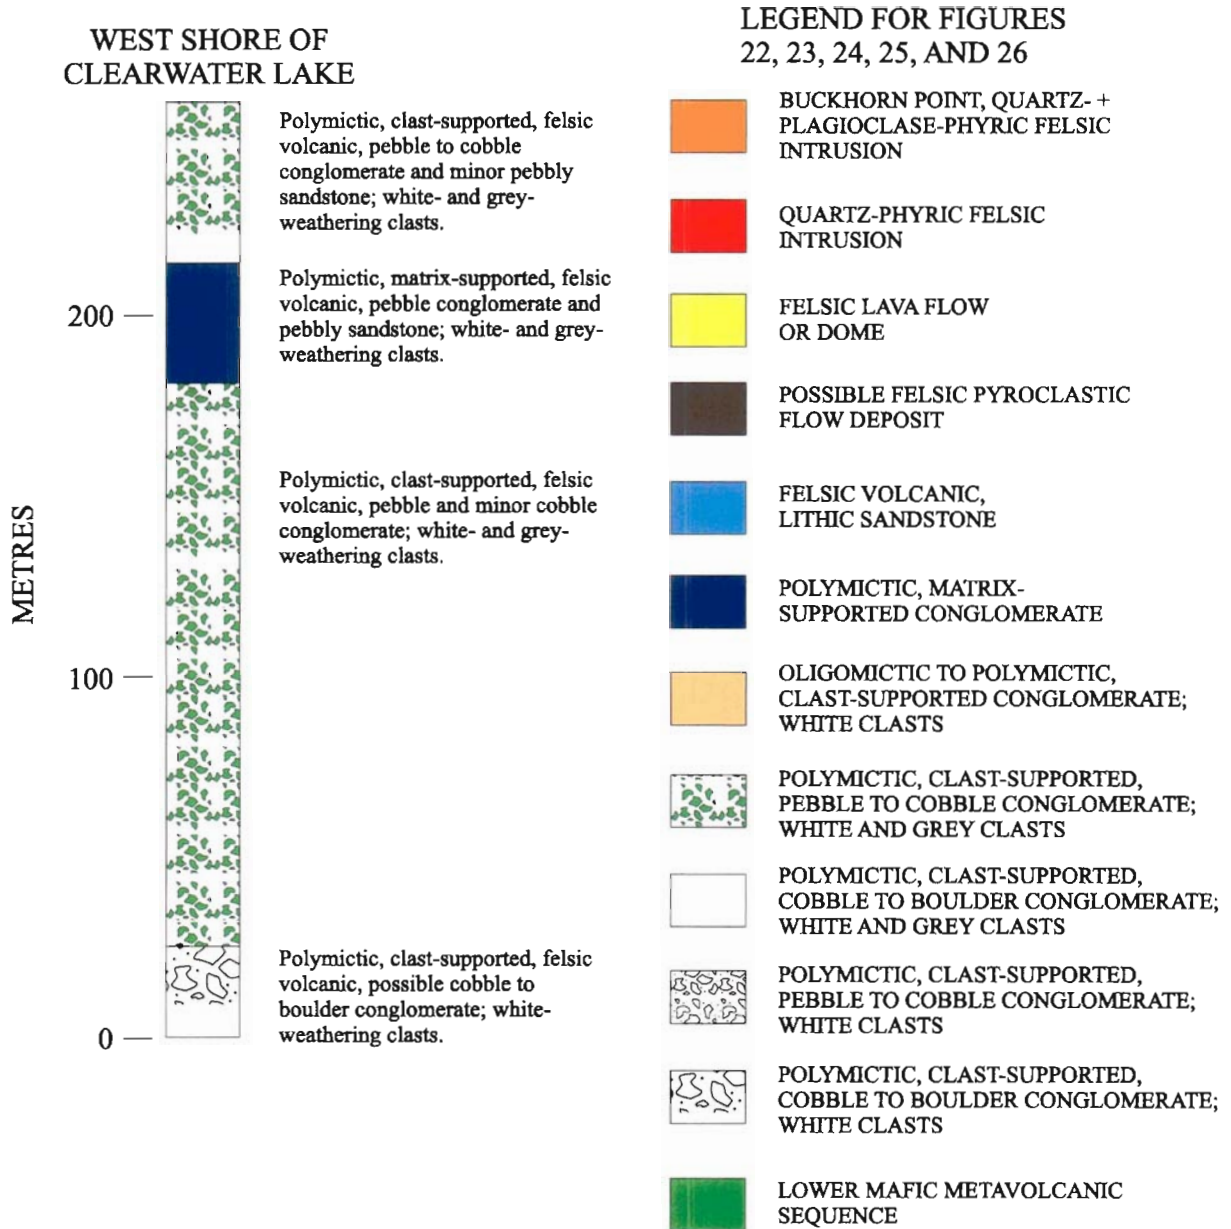 WEST SHORE OF
CLEARWATER LAKE
Polymictic, clast-supported, felsic
volcanic, pebble to cobble
conglomerate and minor pebbly
sandstone; white- and grey-
weathering clasts.
Polymictic, matrix-supported, felsic
volcanic, pebble conglomerate and
pebbly sandstone; white- and grey-
weathering clasts.
Polymictic, clast-supported, felsic
volcanic, pebble and minor cobble
conglomerate; white- and grey-
weathering clasts.
Polymictic, clast-supported, felsic
volcanic, possible cobble to
boulder conglomerate; white-
weathering clasts.
200
100
0
METRES
LEGEND FOR FIGURES
22, 23, 24, 25, AND 26
BUCKHORN POINT, QUARTZ- +
PLAGIOCLASE-PHYRIC FELSIC
INTRUSION
QUARTZ-PHYRIC FELSIC
INTRUSION
FELSIC LAVA FLOW
OR DOME
POSSIBLE FELSIC PYROCLASTIC
FLOW DEPOSIT
FELSIC VOLCANIC,
LITHIC SANDSTONE
POLYMICTIC, MATRIX-
SUPPORTED CONGLOMERATE
OLIGOMICTIC TO POLYMICTIC,
CLAST-SUPPORTED CONGLOMERATE;
WHITE CLASTS
POLYMICTIC, CLAST-SUPPORTED,
PEBBLE TO COBBLE CONGLOMERATE;
WHITE AND GREY CLASTS
POLYMICTIC, CLAST-SUPPORTED,
COBBLE TO BOULDER CONGLOMERATE;
WHITE AND GREY CLASTS
POLYMICTIC, CLAST-SUPPORTED,
PEBBLE TO COBBLE CONGLOMERATE;
WHITE CLASTS
POLYMICTIC, CLAST-SUPPORTED,
COBBLE TO BOULDER CONGLOMERATE;
WHITE CLASTS
LOWER MAFIC METAVOLCANIC
SEQUENCE